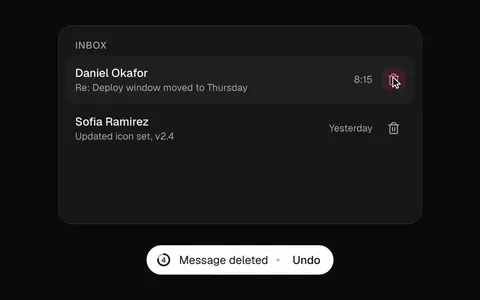 INBOX
Daniel Okafor
8:15
Re: Deploy window moved to Thursday
Sofia Ramirez
Yesterday
Updated icon set, v2.4
4 Message deleted • Undo